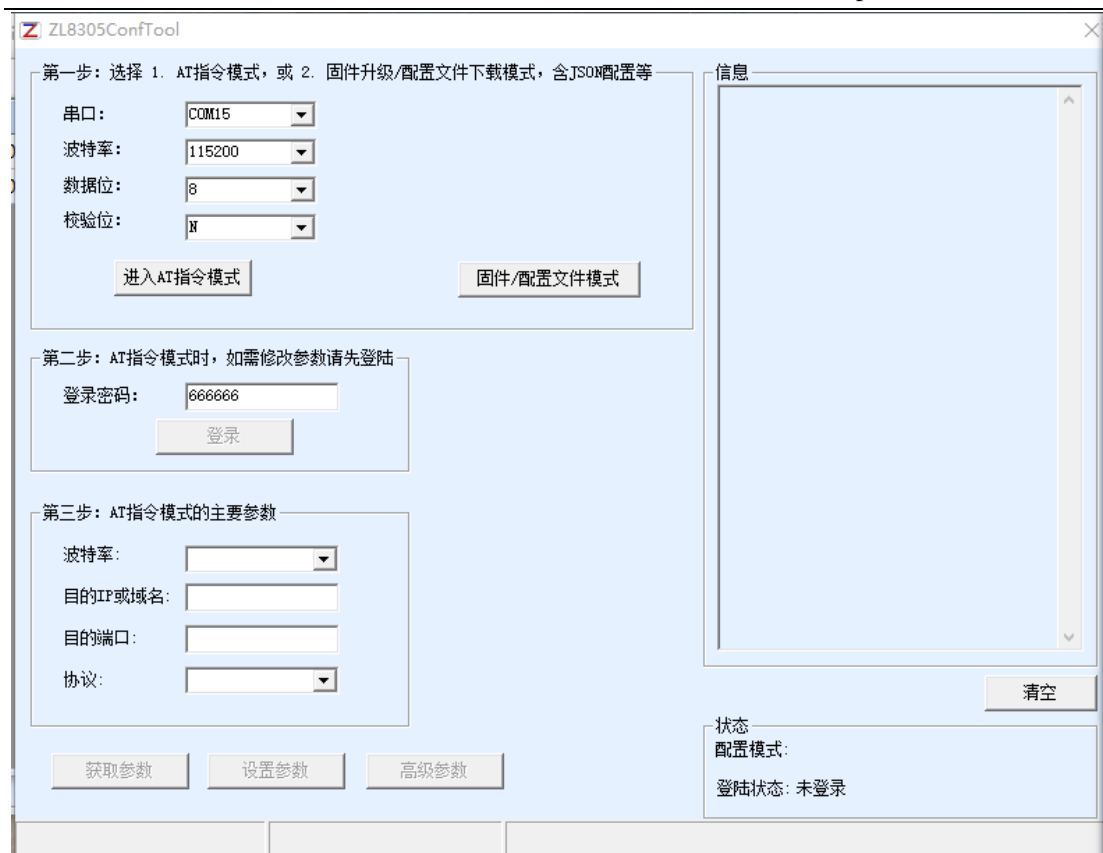 ZL8305ConfTool
第一步：选择 1. AT指令模式，或 2. 固件升级/配置文件下载模式，含JSON配置等
串口：
COM15
波特率：
115200
数据位：
8
校验位：
N
进入AT指令模式
固件/配置文件模式
第二步：AT指令模式时，如需修改参数请先登陆
登录密码：
666666
登录
第三步：AT指令模式的主要参数
波特率:
目的IP或域名:
目的端口:
协议:
获取参数
设置参数
高级参数
信息
清空
状态
配置模式:
登陆状态: 未登录